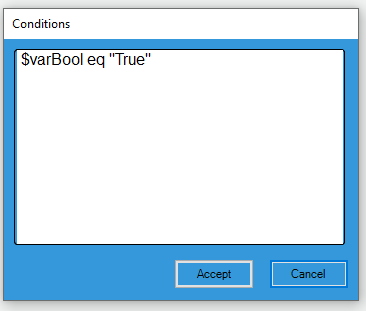 Conditions
$varBool eq "True"
Accept
Cancel